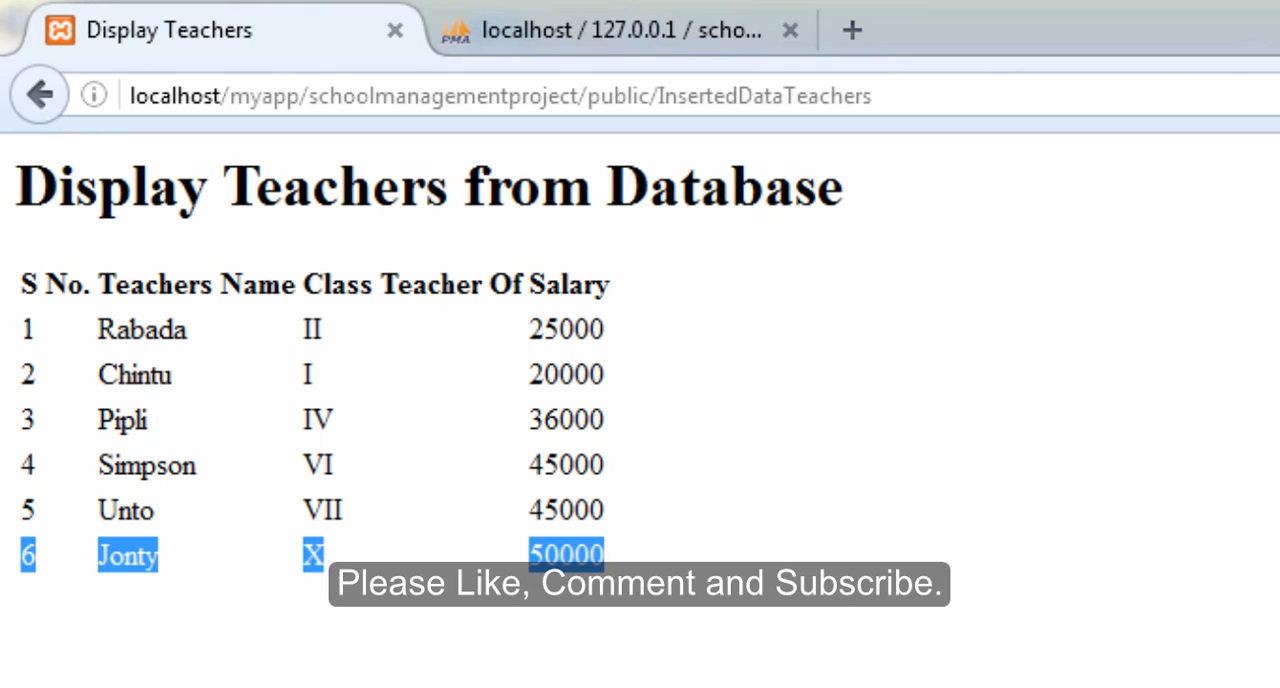 Display Teachers
localhost / 127.0.0.1 / scho...
PMA
localhost/myapp/schoolmanagementproject/public/InsertedDataTeachers
Display Teachers from Database
S No. Teachers Name Class Teacher Of Salary
1 Rabada II 25000
2 Chintu I 20000
3 Pipli IV 36000
4 Simpson VI 45000
5 Unto VII 45000
6 Jonty X 50000
Please Like, Comment and Subscribe.